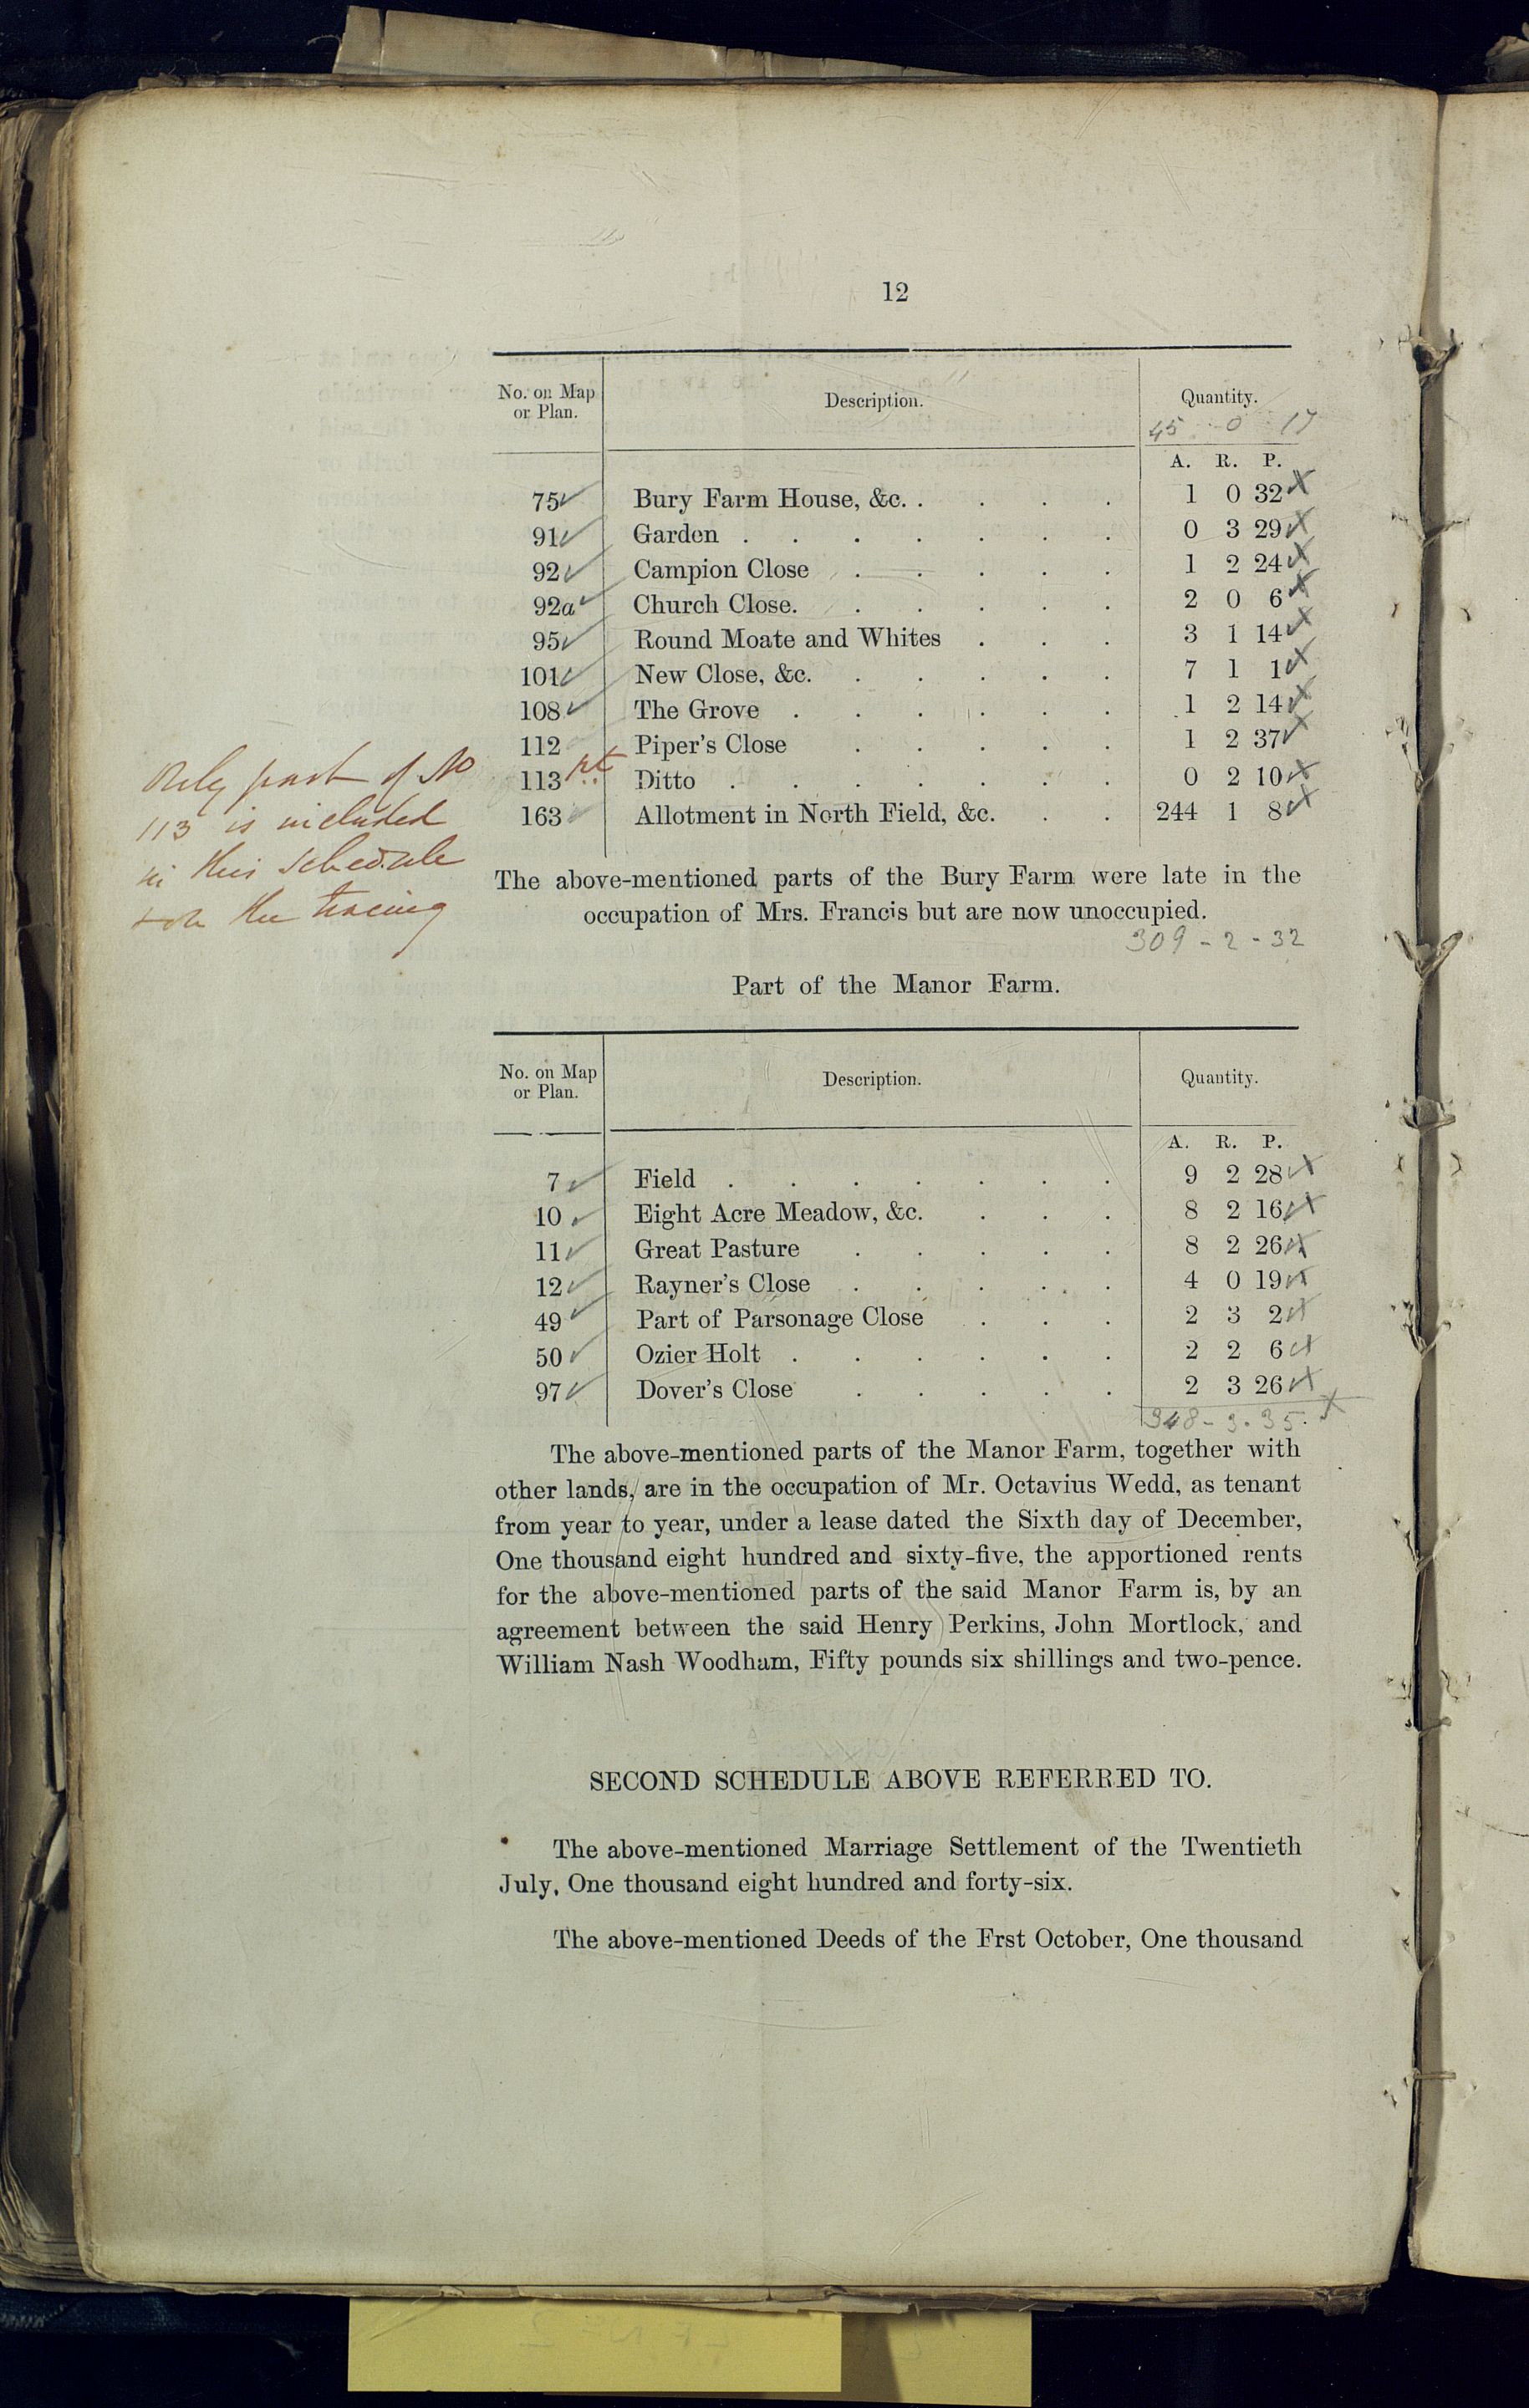 12
No. on Map or Plan. Description. Quantity.
45 . 0 . 17
A. R. P.
75 Bury Farm House, &c. . . . . 1 0 32
91 Garden . . . . . . . 0 3 29
92 Campion Close . . . . . 1 2 24
92a Church Close. . . . . . 2 0 6
95 Round Moate and Whites . . . 3 1 14
101 New Close, &c. . . . . . 7 1 1
108 The Grove . . . . . . 1 2 14
112 Piper's Close . . . . . 1 2 37
113 pt. Ditto . . . . . . . 0 2 10
163 Allotment in North Field, &c. . . 244 1 8
Only part of No
113 is included
in this Schedule
the tracing
The above-mentioned parts of the Bury Farm were late in the
occupation of Mrs. Francis but are now unoccupied.
309 - 2 - 32
Part of the Manor Farm.
No. on Map or Plan. Description. Quantity.
A. R. P.
7 Field . . . . . . . 9 2 28
10 Eight Acre Meadow, &c. . . . 8 2 16
11 Great Pasture . . . . . 8 2 26
12 Rayner's Close . . . . . 4 0 19
49 Part of Parsonage Close . . . 2 3 2
50 Ozier Holt . . . . . . 2 2 6
97 Dover's Close . . . . . 2 3 26
348 - 3 - 35.
The above-mentioned parts of the Manor Farm, together with
other lands, are in the occupation of Mr. Octavius Wedd, as tenant
from year to year, under a lease dated the Sixth day of December,
One thousand eight hundred and sixty-five, the apportioned rents
for the above-mentioned parts of the said Manor Farm is, by an
agreement between the said Henry Perkins, John Mortlock, and
William Nash Woodham, Fifty pounds six shillings and two-pence.
SECOND SCHEDULE ABOVE REFERRED TO.
The above-mentioned Marriage Settlement of the Twentieth
July, One thousand eight hundred and forty-six.
The above-mentioned Deeds of the Frst October, One thousand